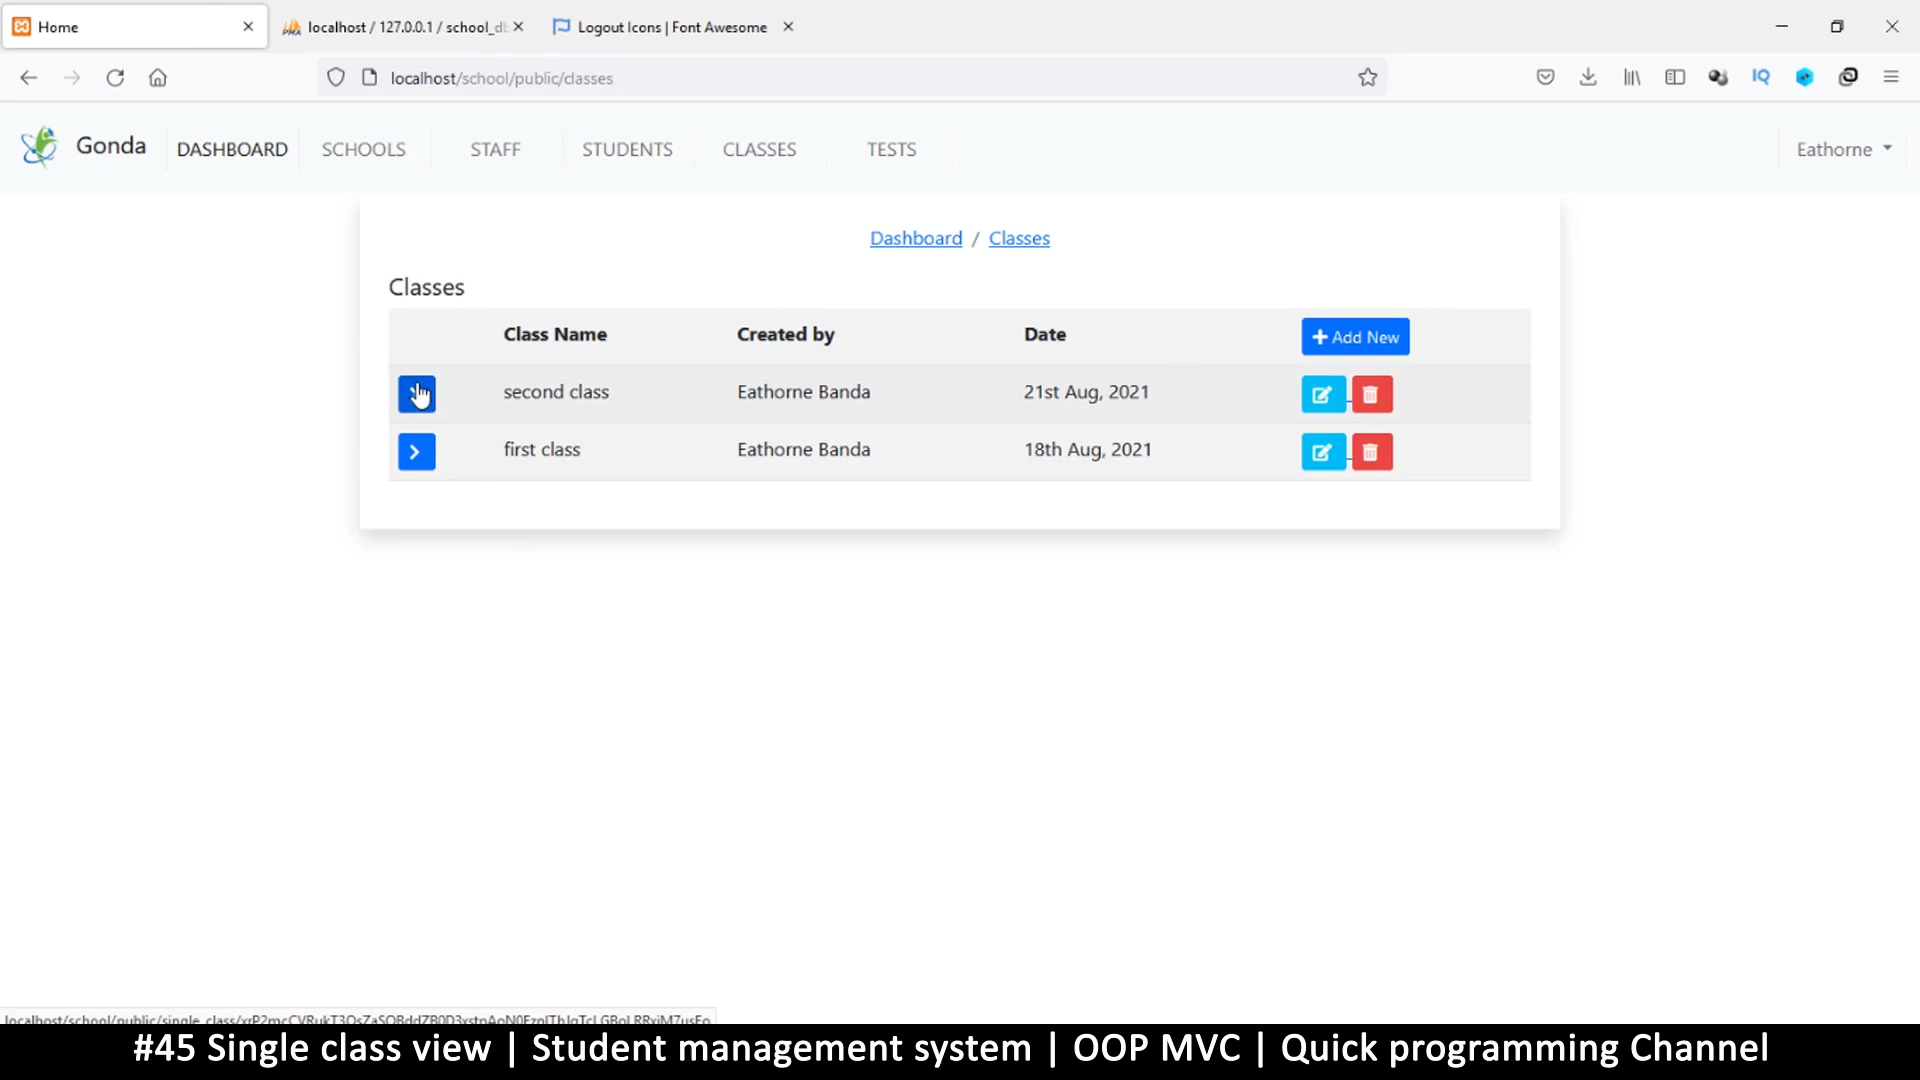 Home
localhost / 127.0.0.1 / school_db
Logout Icons | Font Awesome
localhost/school/public/classes
IQ
Gonda
DASHBOARD
SCHOOLS
STAFF
STUDENTS
CLASSES
TESTS
Eathorne
Dashboard / Classes
Classes
Class Name
Created by
Date
Add New
second class
Eathorne Banda
21st Aug, 2021
first class
Eathorne Banda
18th Aug, 2021
#45 Single class view | Student management system | OOP MVC | Quick programming Channel